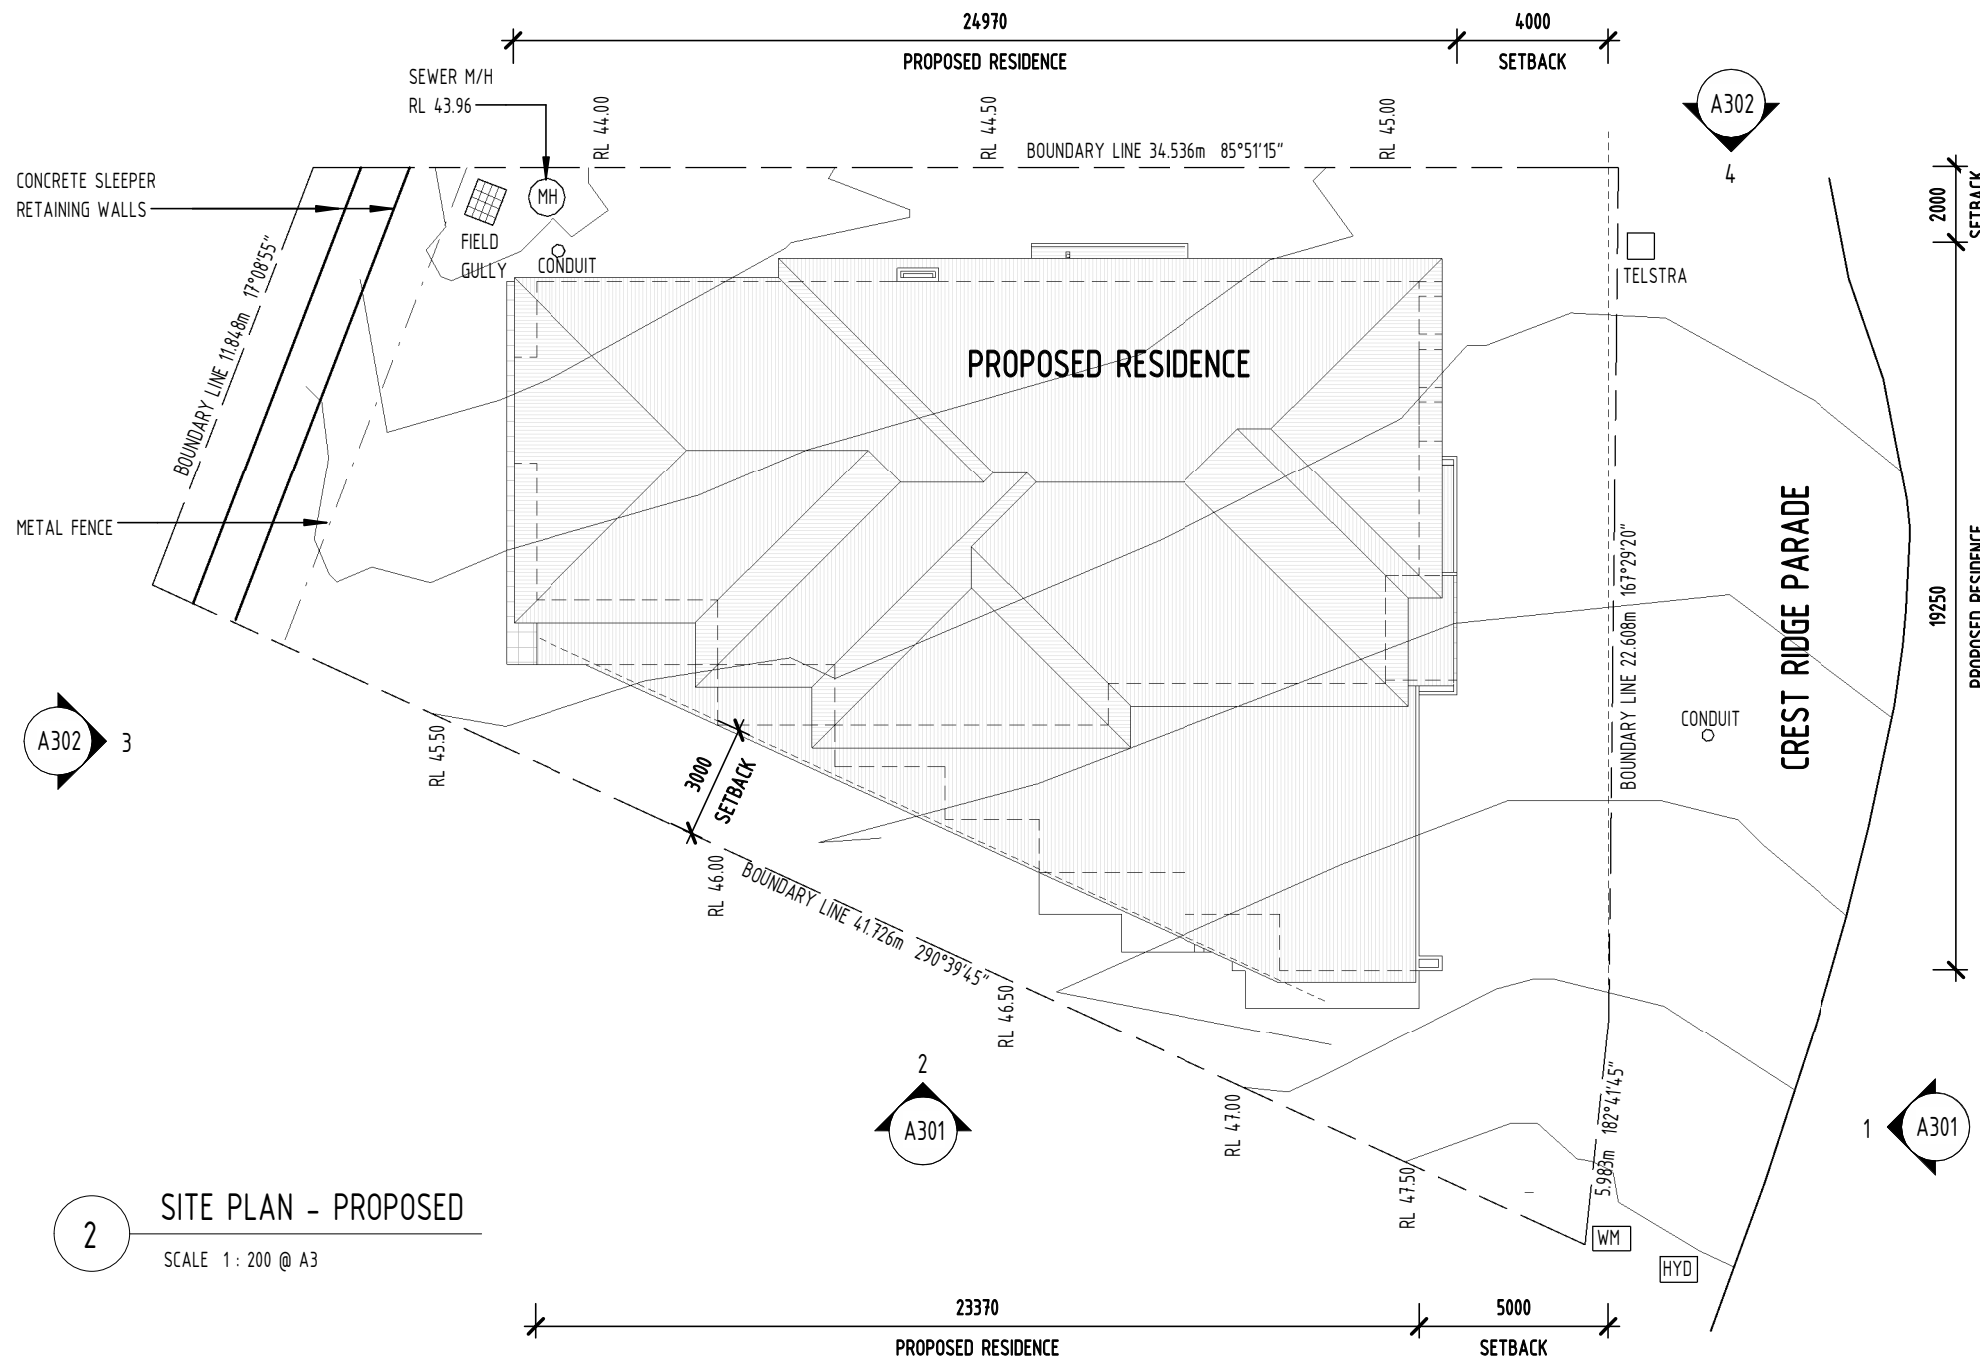 24970
4000
PROPOSED RESIDENCE
SETBACK
SEWER M/H
RL 43.96
RL 44.00
RL 44.50
RL 45.00
A302
4
BOUNDARY LINE 34.536m 85°51'15"
CONCRETE SLEEPER
RETAINING WALLS
MH
2000
SETBACK
FIELD
GULLY
CONDUIT
TELSTRA
BOUNDARY LINE 11.848m 17°08'55"
PROPOSED RESIDENCE
METAL FENCE
CREST RIDGE PARADE
BOUNDARY LINE 22.608m 167°29'20"
19250
PROPOSED RESIDENCE
A302
3
RL 45.50
3000
SETBACK
CONDUIT
RL 46.00
BOUNDARY LINE 41.726m 290°39'45"
RL 46.50
2
A301
RL 47.00
5.983m 182°41'45"
1
A301
RL 47.50
2
SITE PLAN - PROPOSED
SCALE 1 : 200 @ A3
WM
HYD
23370
5000
PROPOSED RESIDENCE
SETBACK